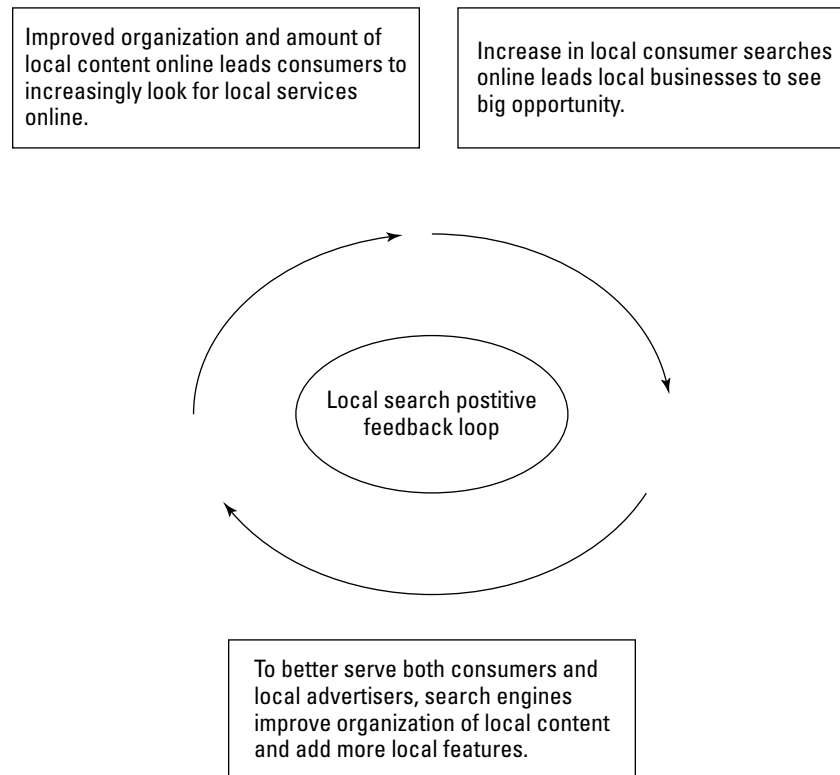 Improved organization and amount of
local content online leads consumers to
increasingly look for local services
online.
Increase in local consumer searches
online leads local businesses to see
big opportunity.
Local search postitive
feedback loop
To better serve both consumers and
local advertisers, search engines
improve organization of local content
and add more local features.